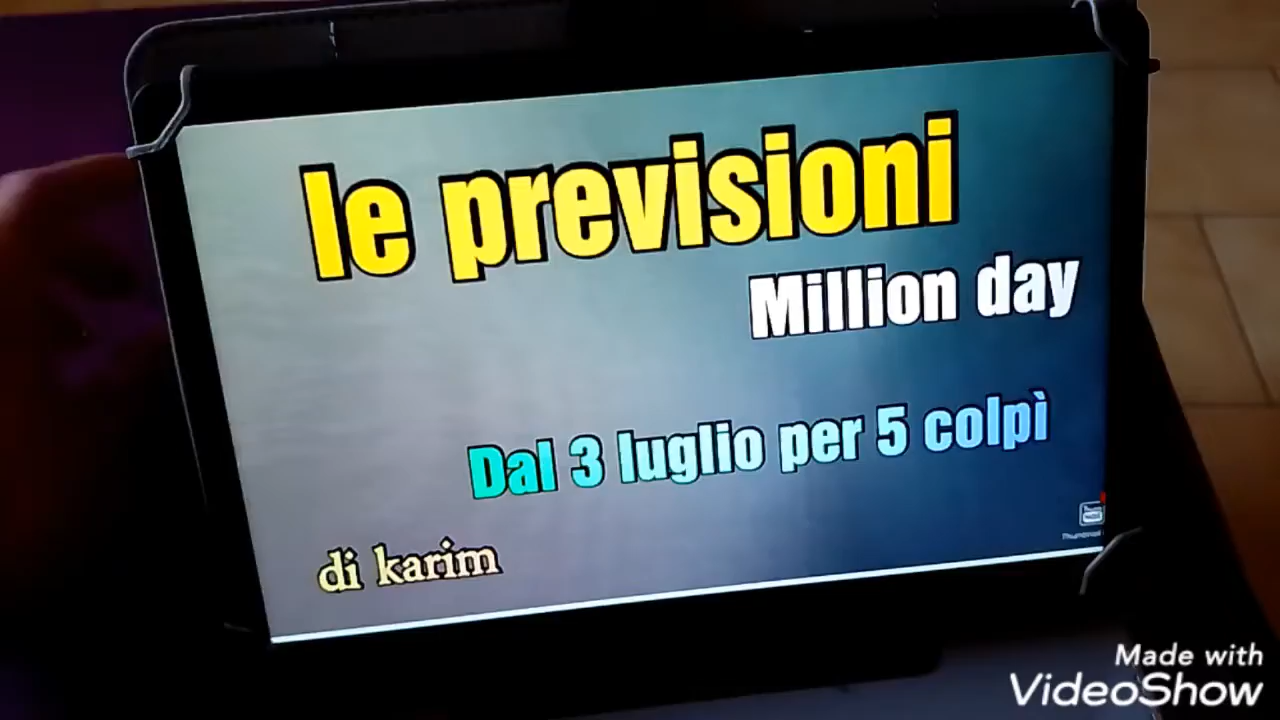 le previsioni
Million day
Dal 3 luglio per 5 colpì
di karim
Made with
VideoShow